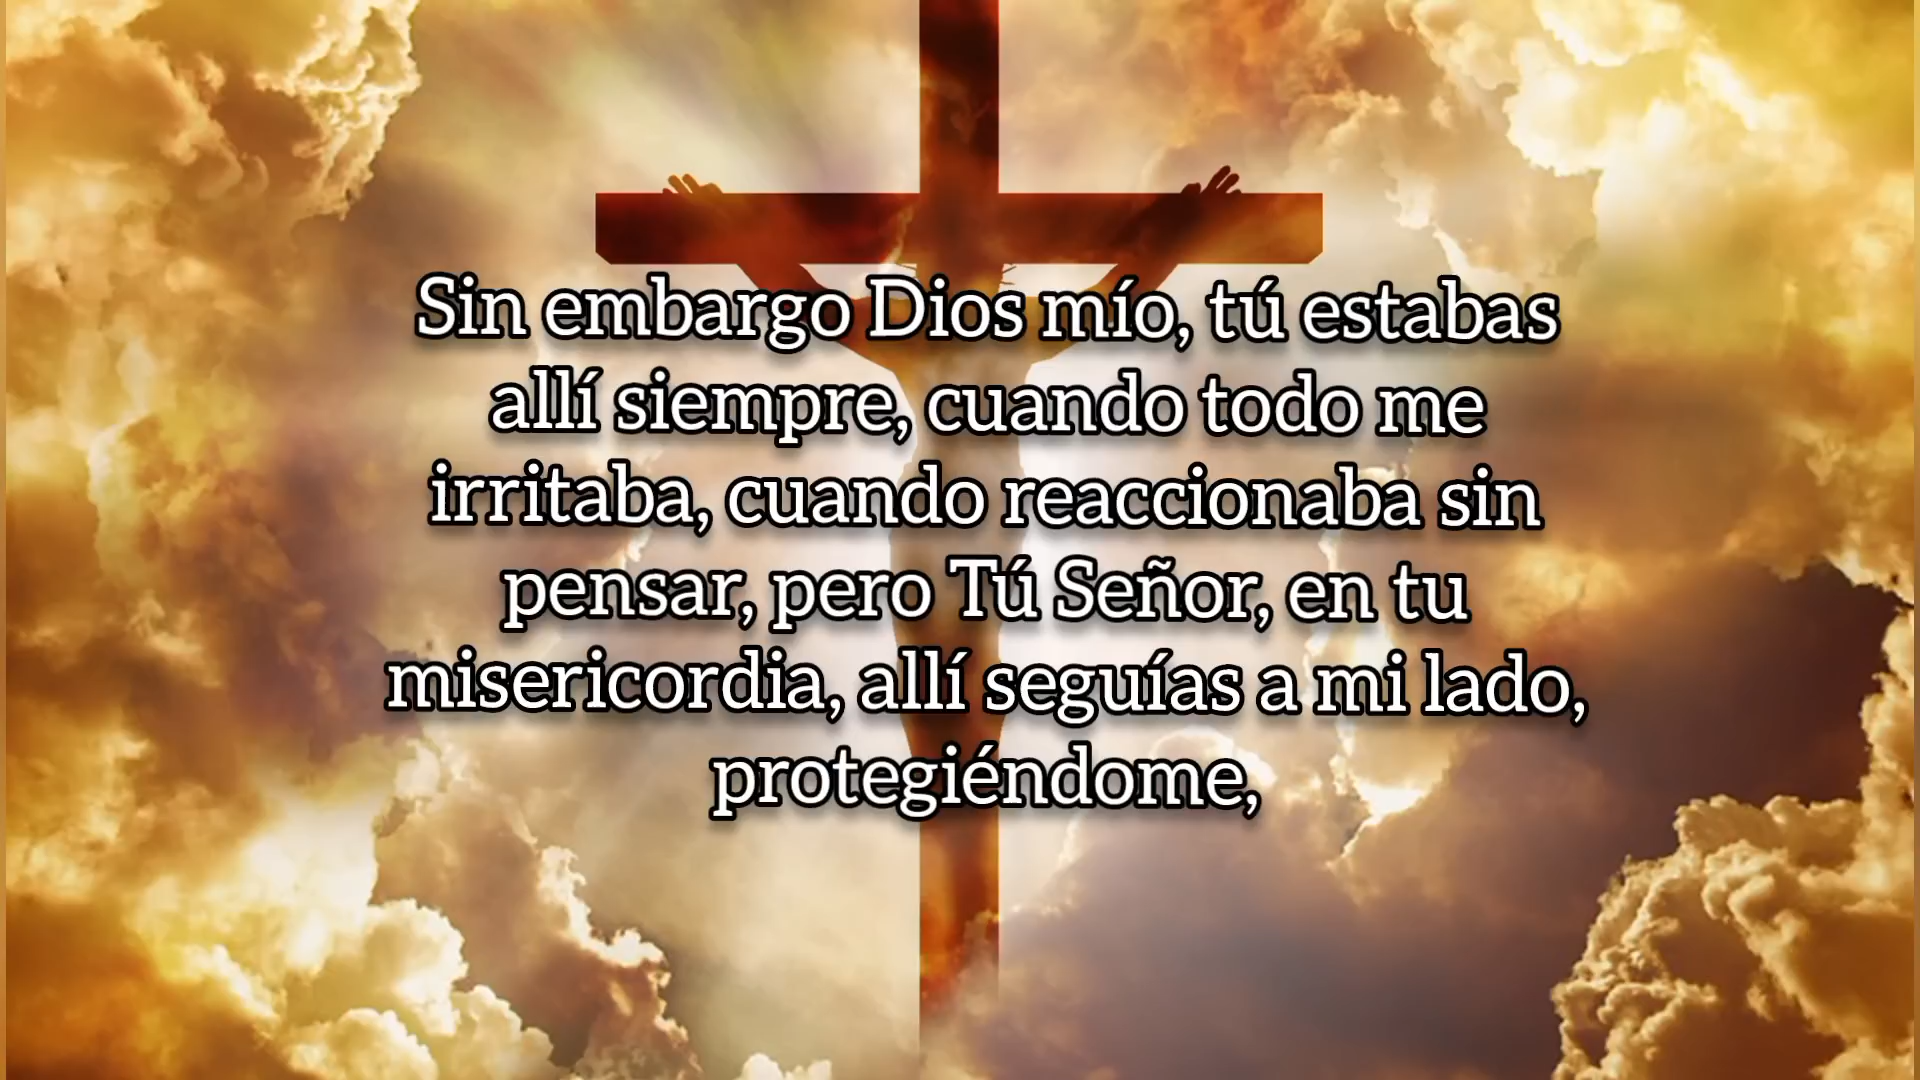 Sin embargo Dios mío, tú estabas
allí siempre, cuando todo me
irritaba, cuando reaccionaba sin
pensar, pero Tú Señor, en tu
misericordia, allí seguías a mi lado,
protegiéndome,